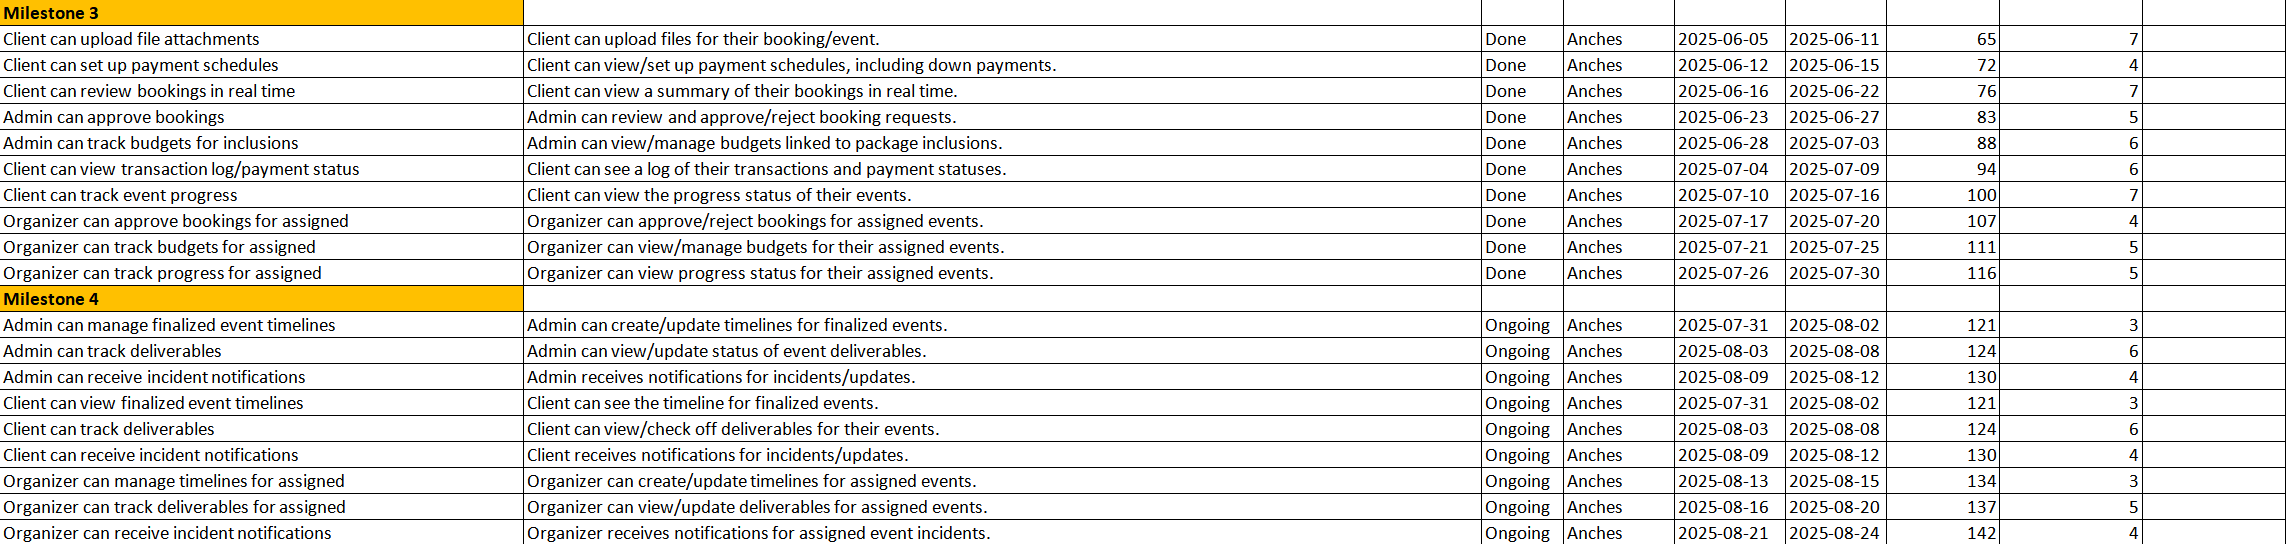 Milestone 3
Client can upload file attachments Client can upload files for their booking/event. Done Anches 2025-06-05 2025-06-11 65 7
Client can set up payment schedules Client can view/set up payment schedules, including down payments. Done Anches 2025-06-12 2025-06-15 72 4
Client can review bookings in real time Client can view a summary of their bookings in real time. Done Anches 2025-06-16 2025-06-22 76 7
Admin can approve bookings Admin can review and approve/reject booking requests. Done Anches 2025-06-23 2025-06-27 83 5
Admin can track budgets for inclusions Admin can view/manage budgets linked to package inclusions. Done Anches 2025-06-28 2025-07-03 88 6
Client can view transaction log/payment status Client can see a log of their transactions and payment statuses. Done Anches 2025-07-04 2025-07-09 94 6
Client can track event progress Client can view the progress status of their events. Done Anches 2025-07-10 2025-07-16 100 7
Organizer can approve bookings for assigned Organizer can approve/reject bookings for assigned events. Done Anches 2025-07-17 2025-07-20 107 4
Organizer can track budgets for assigned Organizer can view/manage budgets for their assigned events. Done Anches 2025-07-21 2025-07-25 111 5
Organizer can track progress for assigned Organizer can view progress status for their assigned events. Done Anches 2025-07-26 2025-07-30 116 5
Milestone 4
Admin can manage finalized event timelines Admin can create/update timelines for finalized events. Ongoing Anches 2025-07-31 2025-08-02 121 3
Admin can track deliverables Admin can view/update status of event deliverables. Ongoing Anches 2025-08-03 2025-08-08 124 6
Admin can receive incident notifications Admin receives notifications for incidents/updates. Ongoing Anches 2025-08-09 2025-08-12 130 4
Client can view finalized event timelines Client can see the timeline for finalized events. Ongoing Anches 2025-07-31 2025-08-02 121 3
Client can track deliverables Client can view/check off deliverables for their events. Ongoing Anches 2025-08-03 2025-08-08 124 6
Client can receive incident notifications Client receives notifications for incidents/updates. Ongoing Anches 2025-08-09 2025-08-12 130 4
Organizer can manage timelines for assigned Organizer can create/update timelines for assigned events. Ongoing Anches 2025-08-13 2025-08-15 134 3
Organizer can track deliverables for assigned Organizer can view/update deliverables for assigned events. Ongoing Anches 2025-08-16 2025-08-20 137 5
Organizer can receive incident notifications Organizer receives notifications for assigned event incidents. Ongoing Anches 2025-08-21 2025-08-24 142 4